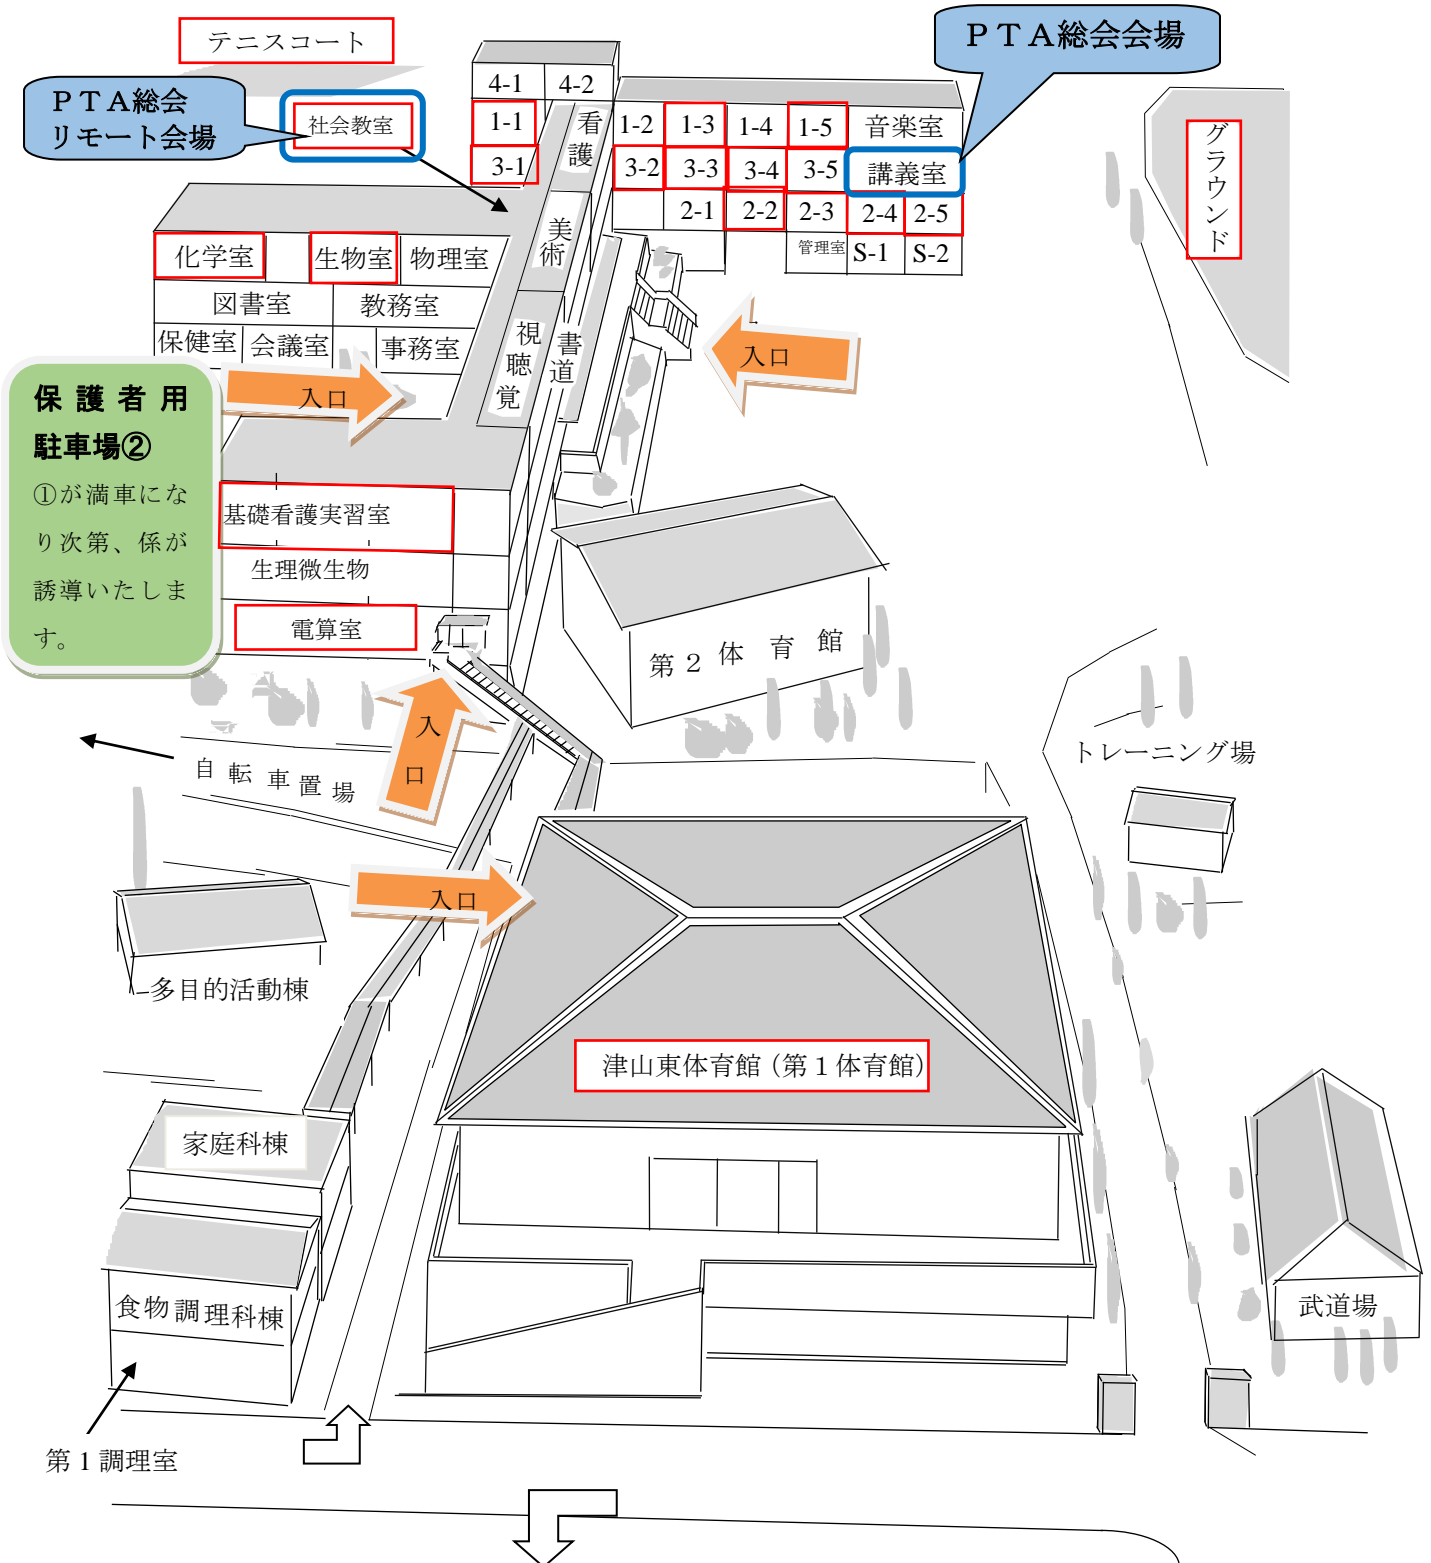 テニスコート
ＰＴＡ総会会場
ＰＴＡ総会
リモート会場
社会教室
4-1
4-2
1-1
看護
1-2
1-3
1-4
1-5
音楽室
3-1
3-2
3-3
3-4
3-5
講義室
2-1
2-2
2-3
2-4
2-5
管理室
S-1
S-2
グラウンド
美術
化学室
生物室
物理室
図書室
教務室
保健室
会議室
事務室
視聴覚
書道
入口
入口
保護者用
駐車場②
①が満車にな
り次第、係が
誘導いたしま
す。
基礎看護実習室
生理微生物
電算室
第２体育館
入口
自転車置場
トレーニング場
入口
多目的活動棟
津山東体育館（第１体育館）
家庭科棟
食物調理科棟
武道場
第１調理室